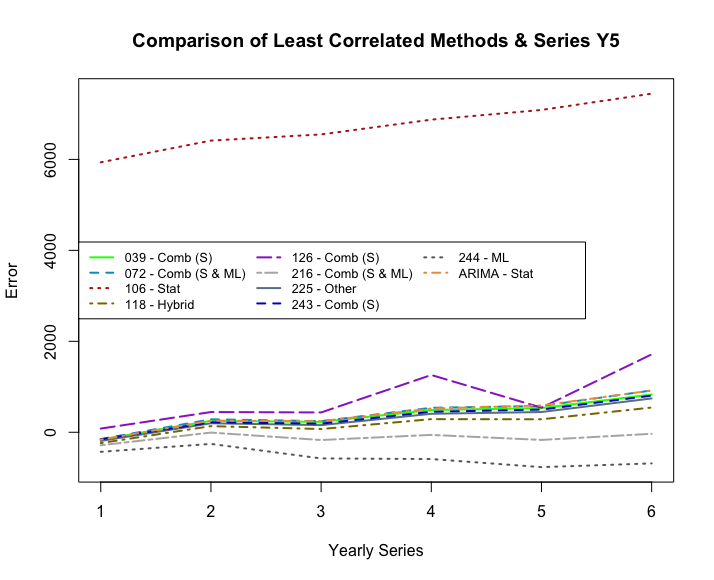 Comparison of Least Correlated Methods & Series Y5
Error
6000
4000
2000
0
039 - Comb (S)
072 - Comb (S & ML)
106 - Stat
118 - Hybrid
126 - Comb (S)
216 - Comb (S & ML)
225 - Other
243 - Comb (S)
244 - ML
ARIMA - Stat
1 2 3 4 5 6
Yearly Series